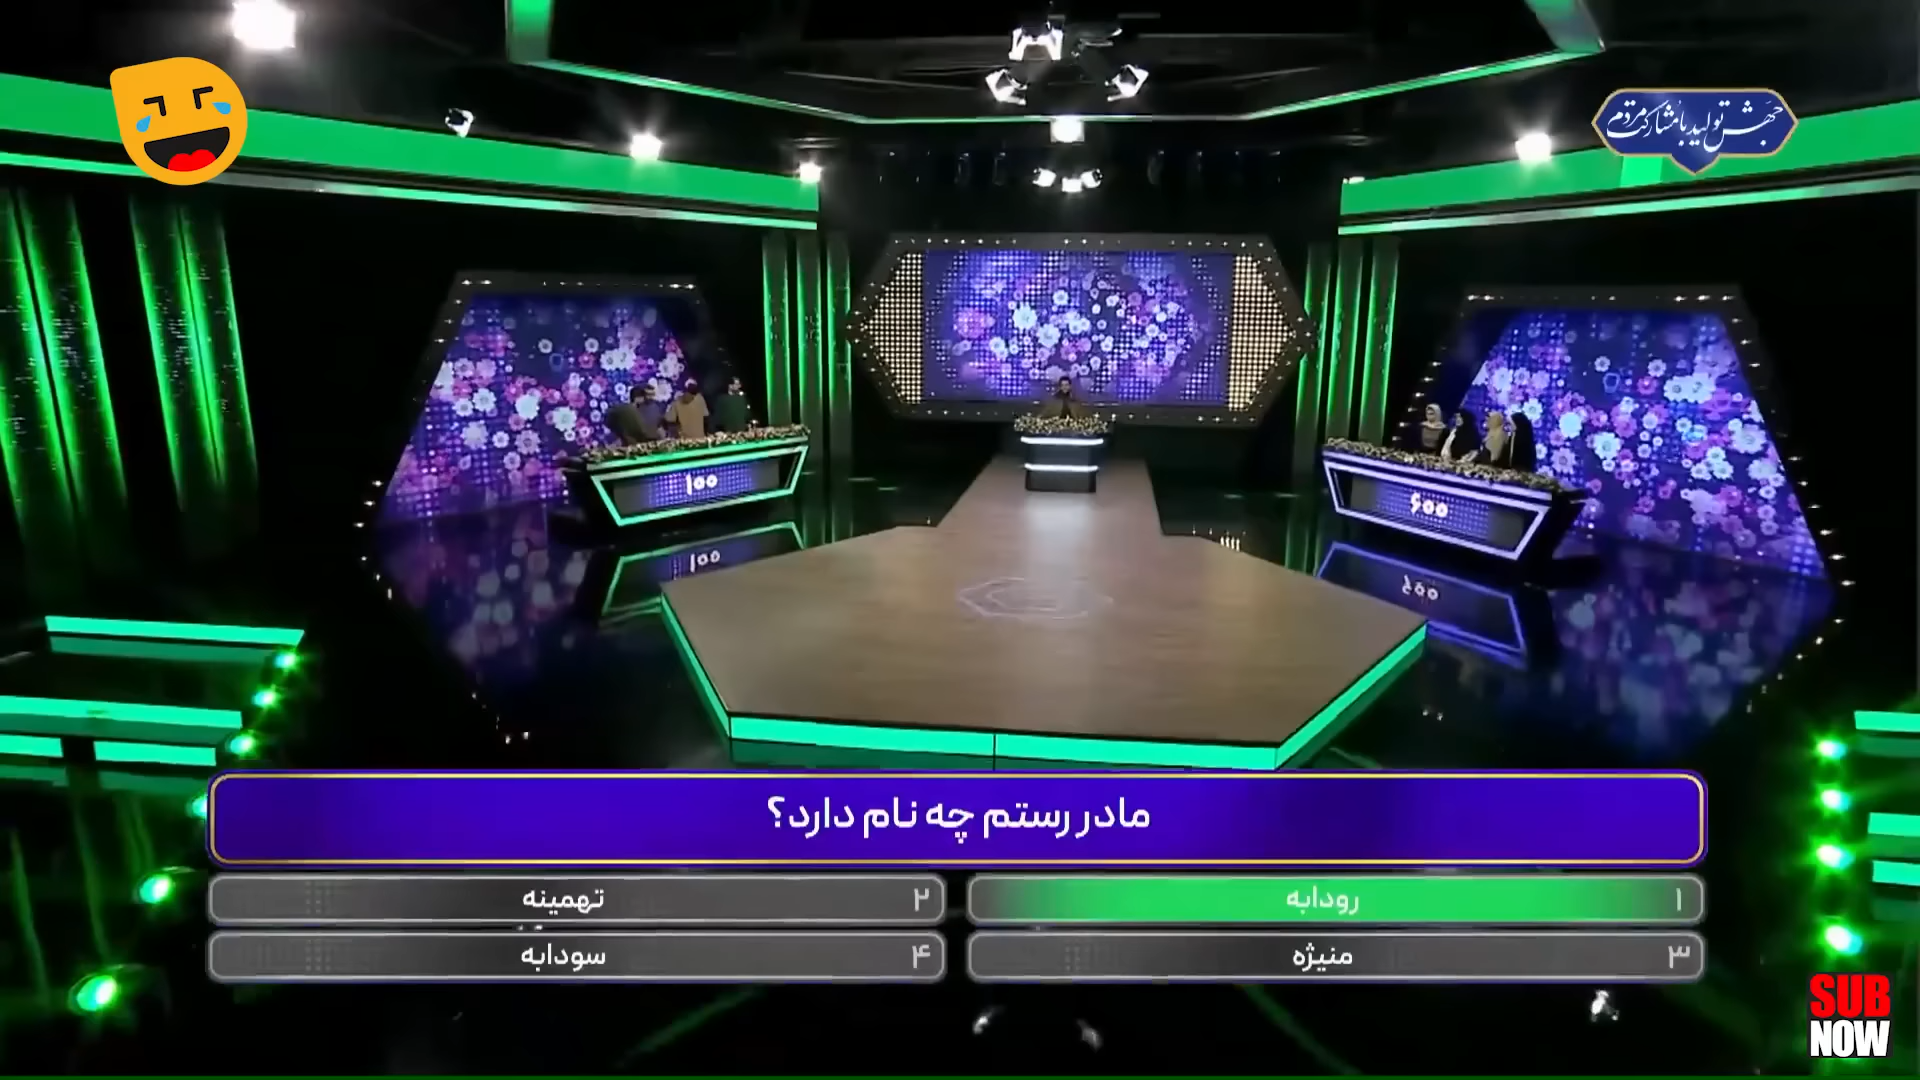 جهش تولید با مشارکت مردم
۱۰۰
۶۰۰
مادر رستم چه نام دارد؟
۱ رودابه
۲ تهمینه
۳ منیژه
۴ سودابه
SUB
NOW